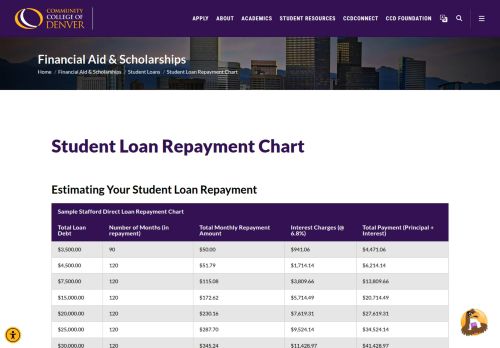 COMMUNITY
COLLEGE OF
DENVER
APPLY ABOUT ACADEMICS STUDENT RESOURCES CCDCONNECT CCD FOUNDATION
Financial Aid & Scholarships
Home / Financial Aid & Scholarships / Student Loans / Student Loan Repayment Chart
Student Loan Repayment Chart
Estimating Your Student Loan Repayment
Sample Stafford Direct Loan Repayment Chart
Total Loan Debt Number of Months (in repayment) Total Monthly Repayment Amount Interest Charges (@ 6.8%) Total Payment (Principal + Interest)
$3,500.00 90 $50.00 $941.06 $4,471.06
$4,500.00 120 $51.79 $1,714.14 $6,214.14
$7,500.00 120 $115.08 $3,809.66 $13,809.66
$15,000.00 120 $172.62 $5,714.49 $20,714.49
$20,000.00 120 $230.16 $7,619.31 $27,619.31
$25,000.00 120 $287.70 $9,524.14 $34,524.14
$30,000.00 120 $345.24 $11,428.97 $41,428.97